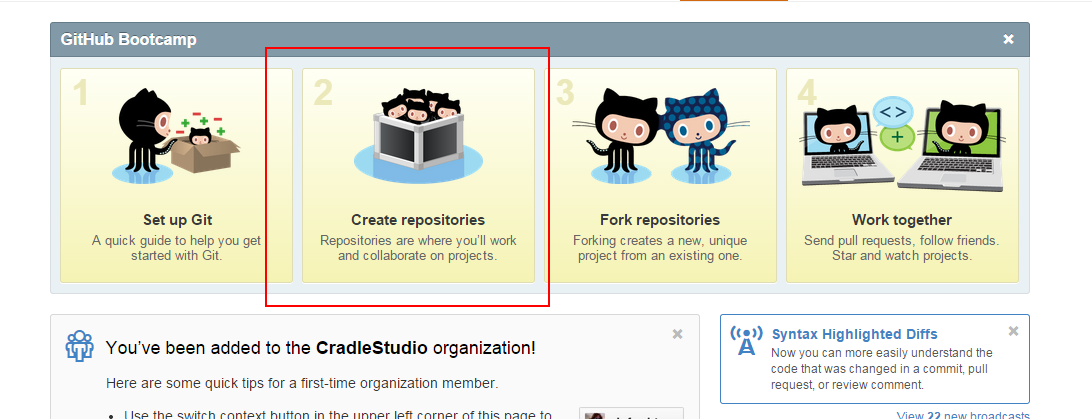 GitHub Bootcamp
1
Set up Git
A quick guide to help you get
started with Git.
2
Create repositories
Repositories are where you'll work
and collaborate on projects.
3
Fork repositories
Forking creates a new, unique
project from an existing one.
4
<>
+
Work together
Send pull requests, follow friends.
Star and watch projects.
You've been added to the CradleStudio organization!
Here are some quick tips for a first-time organization member.
• Use the switch context button in the upper left corner of this page to
Syntax Highlighted Diffs
Now you can more easily understand the
code that was changed in a commit, pull
request, or review comment.
View 22 new broadcasts